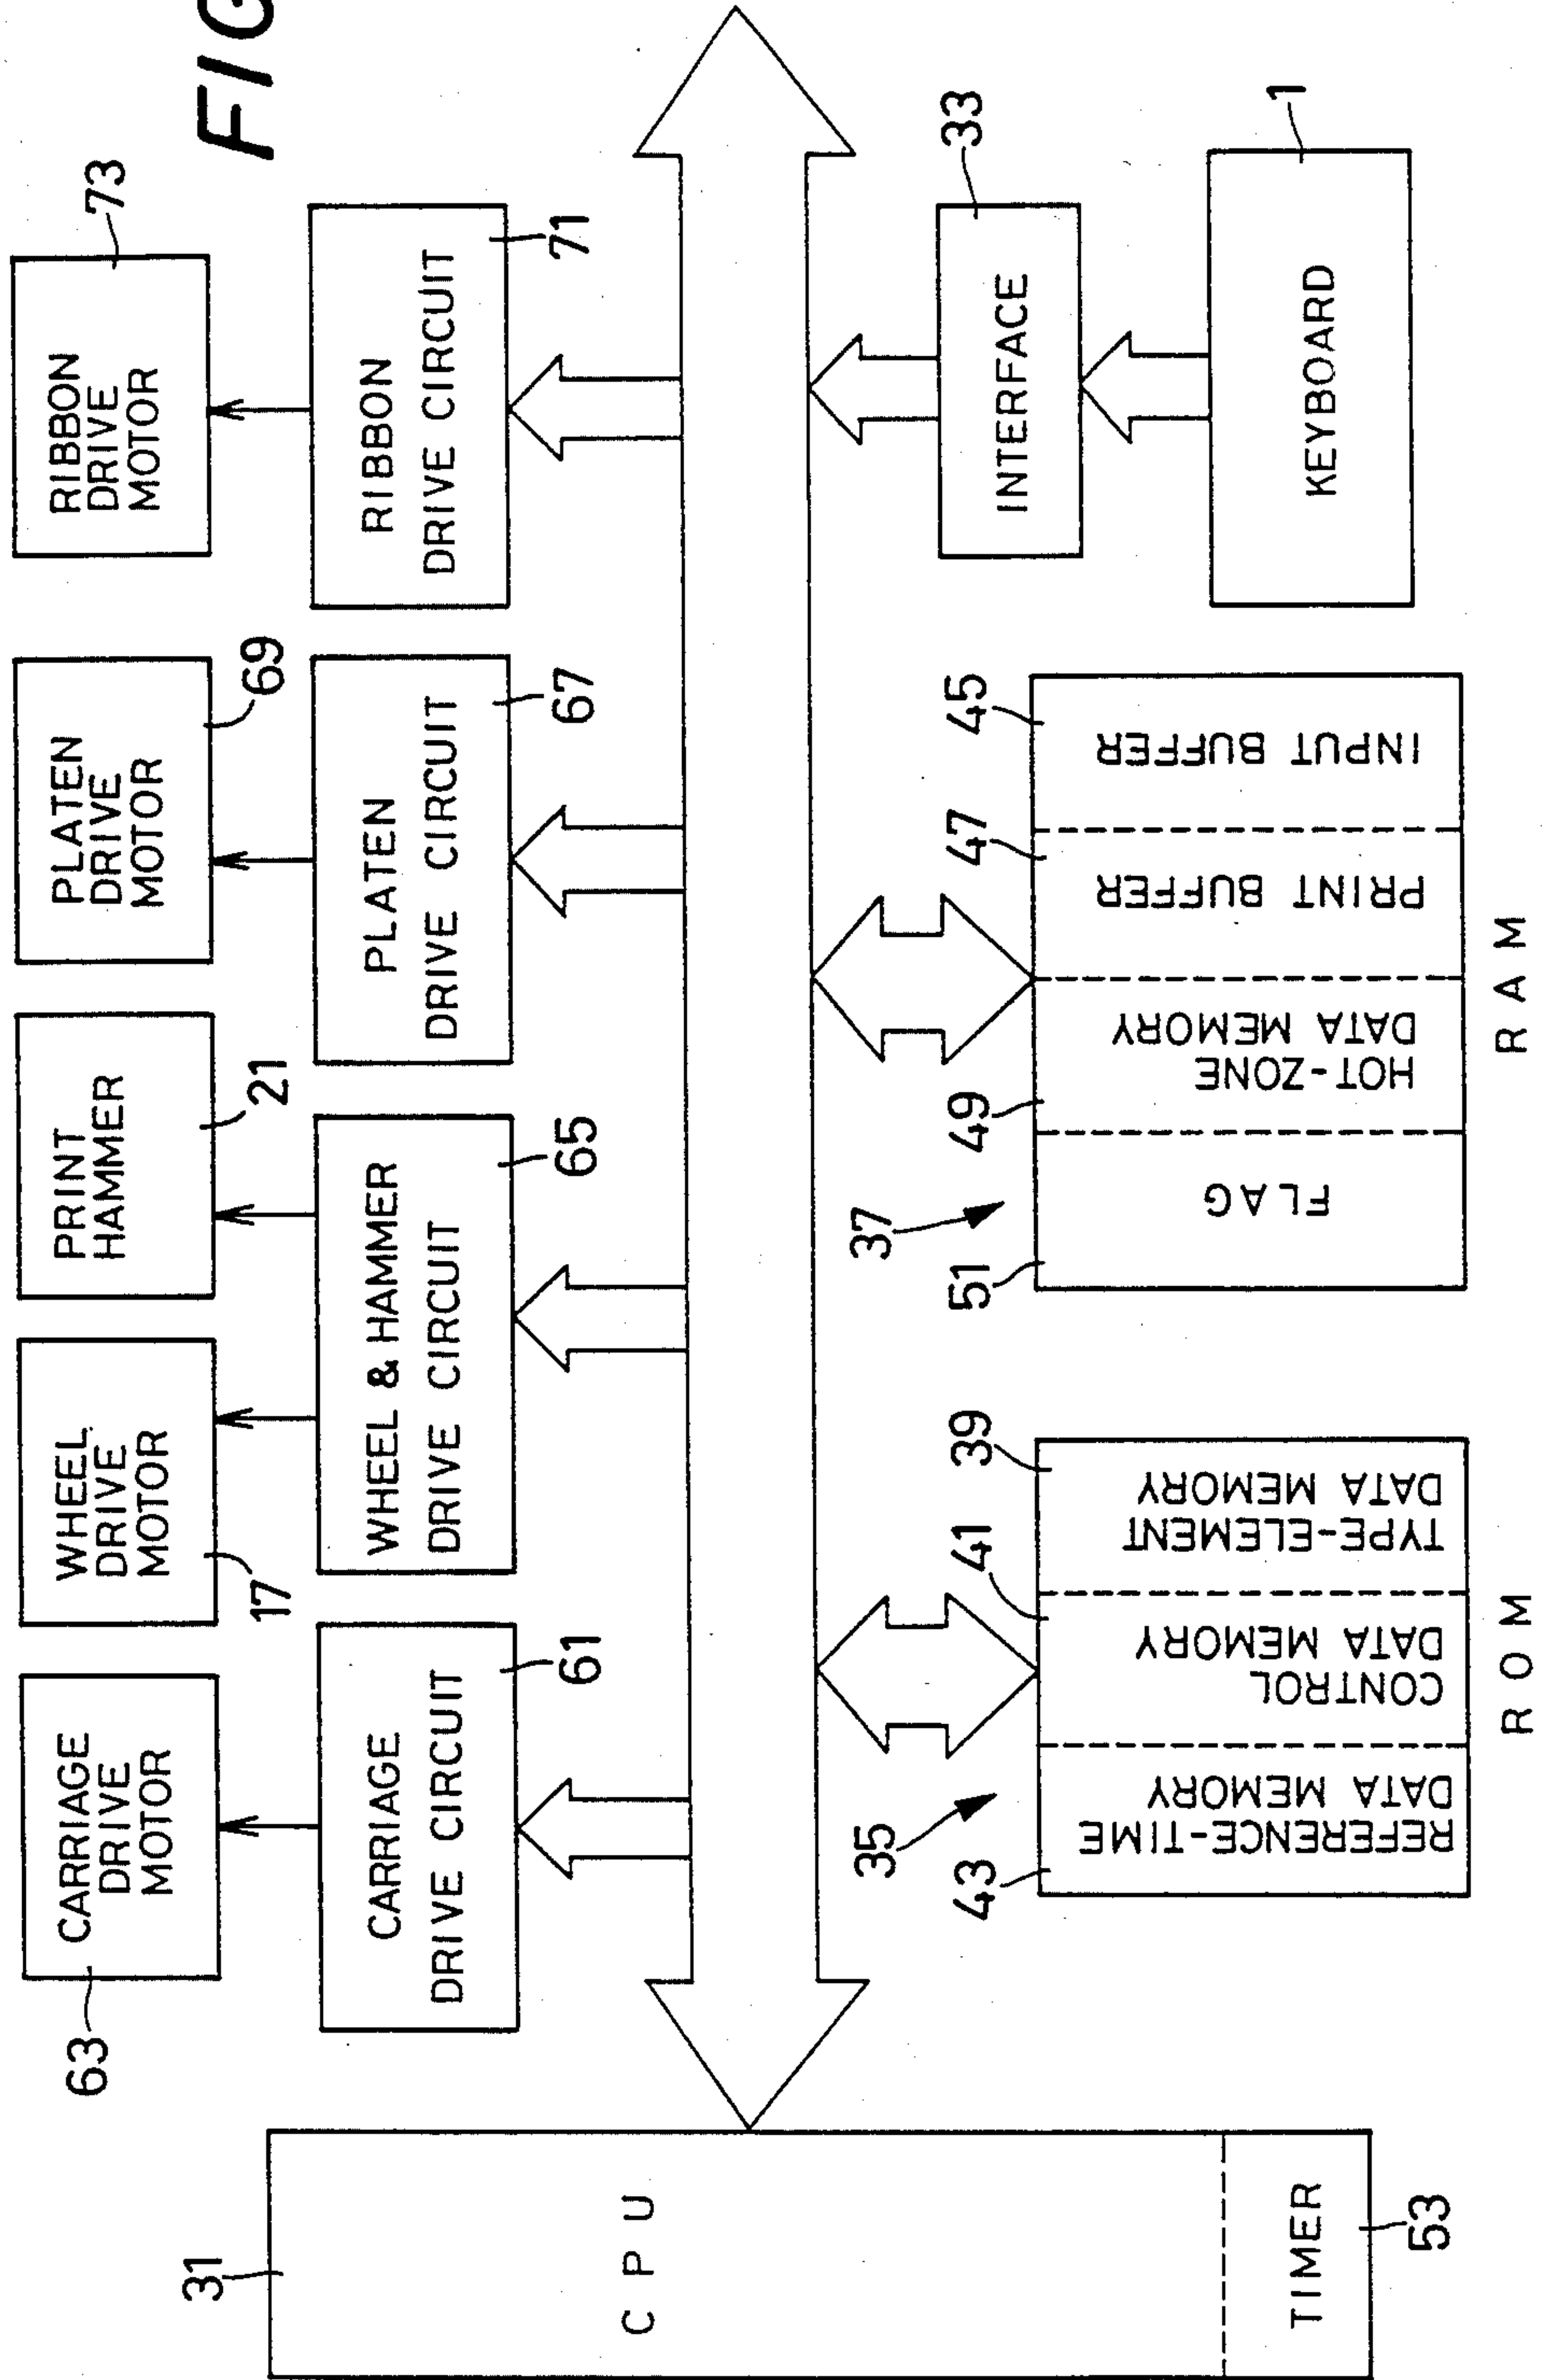 FIG
63
CARRIAGE
DRIVE
MOTOR
WHEEL
DRIVE
MOTOR
17
PRINT
HAMMER
21
PLATEN
DRIVE
MOTOR
69
RIBBON
DRIVE
MOTOR
73
CARRIAGE
DRIVE CIRCUIT
61
WHEEL & HAMMER
DRIVE CIRCUIT
65
PLATEN
DRIVE CIRCUIT
67
RIBBON
DRIVE CIRCUIT
71
31
CPU
TIMER
53
35
43
REFERENCE-TIME
DATA MEMORY
41
CONTROL
DATA MEMORY
39
TYPE-ELEMENT
DATA MEMORY
ROM
37
51
FLAG
49
HOT-ZONE
DATA MEMORY
47
PRINT BUFFER
45
INPUT BUFFER
RAM
33
INTERFACE
1
KEYBOARD